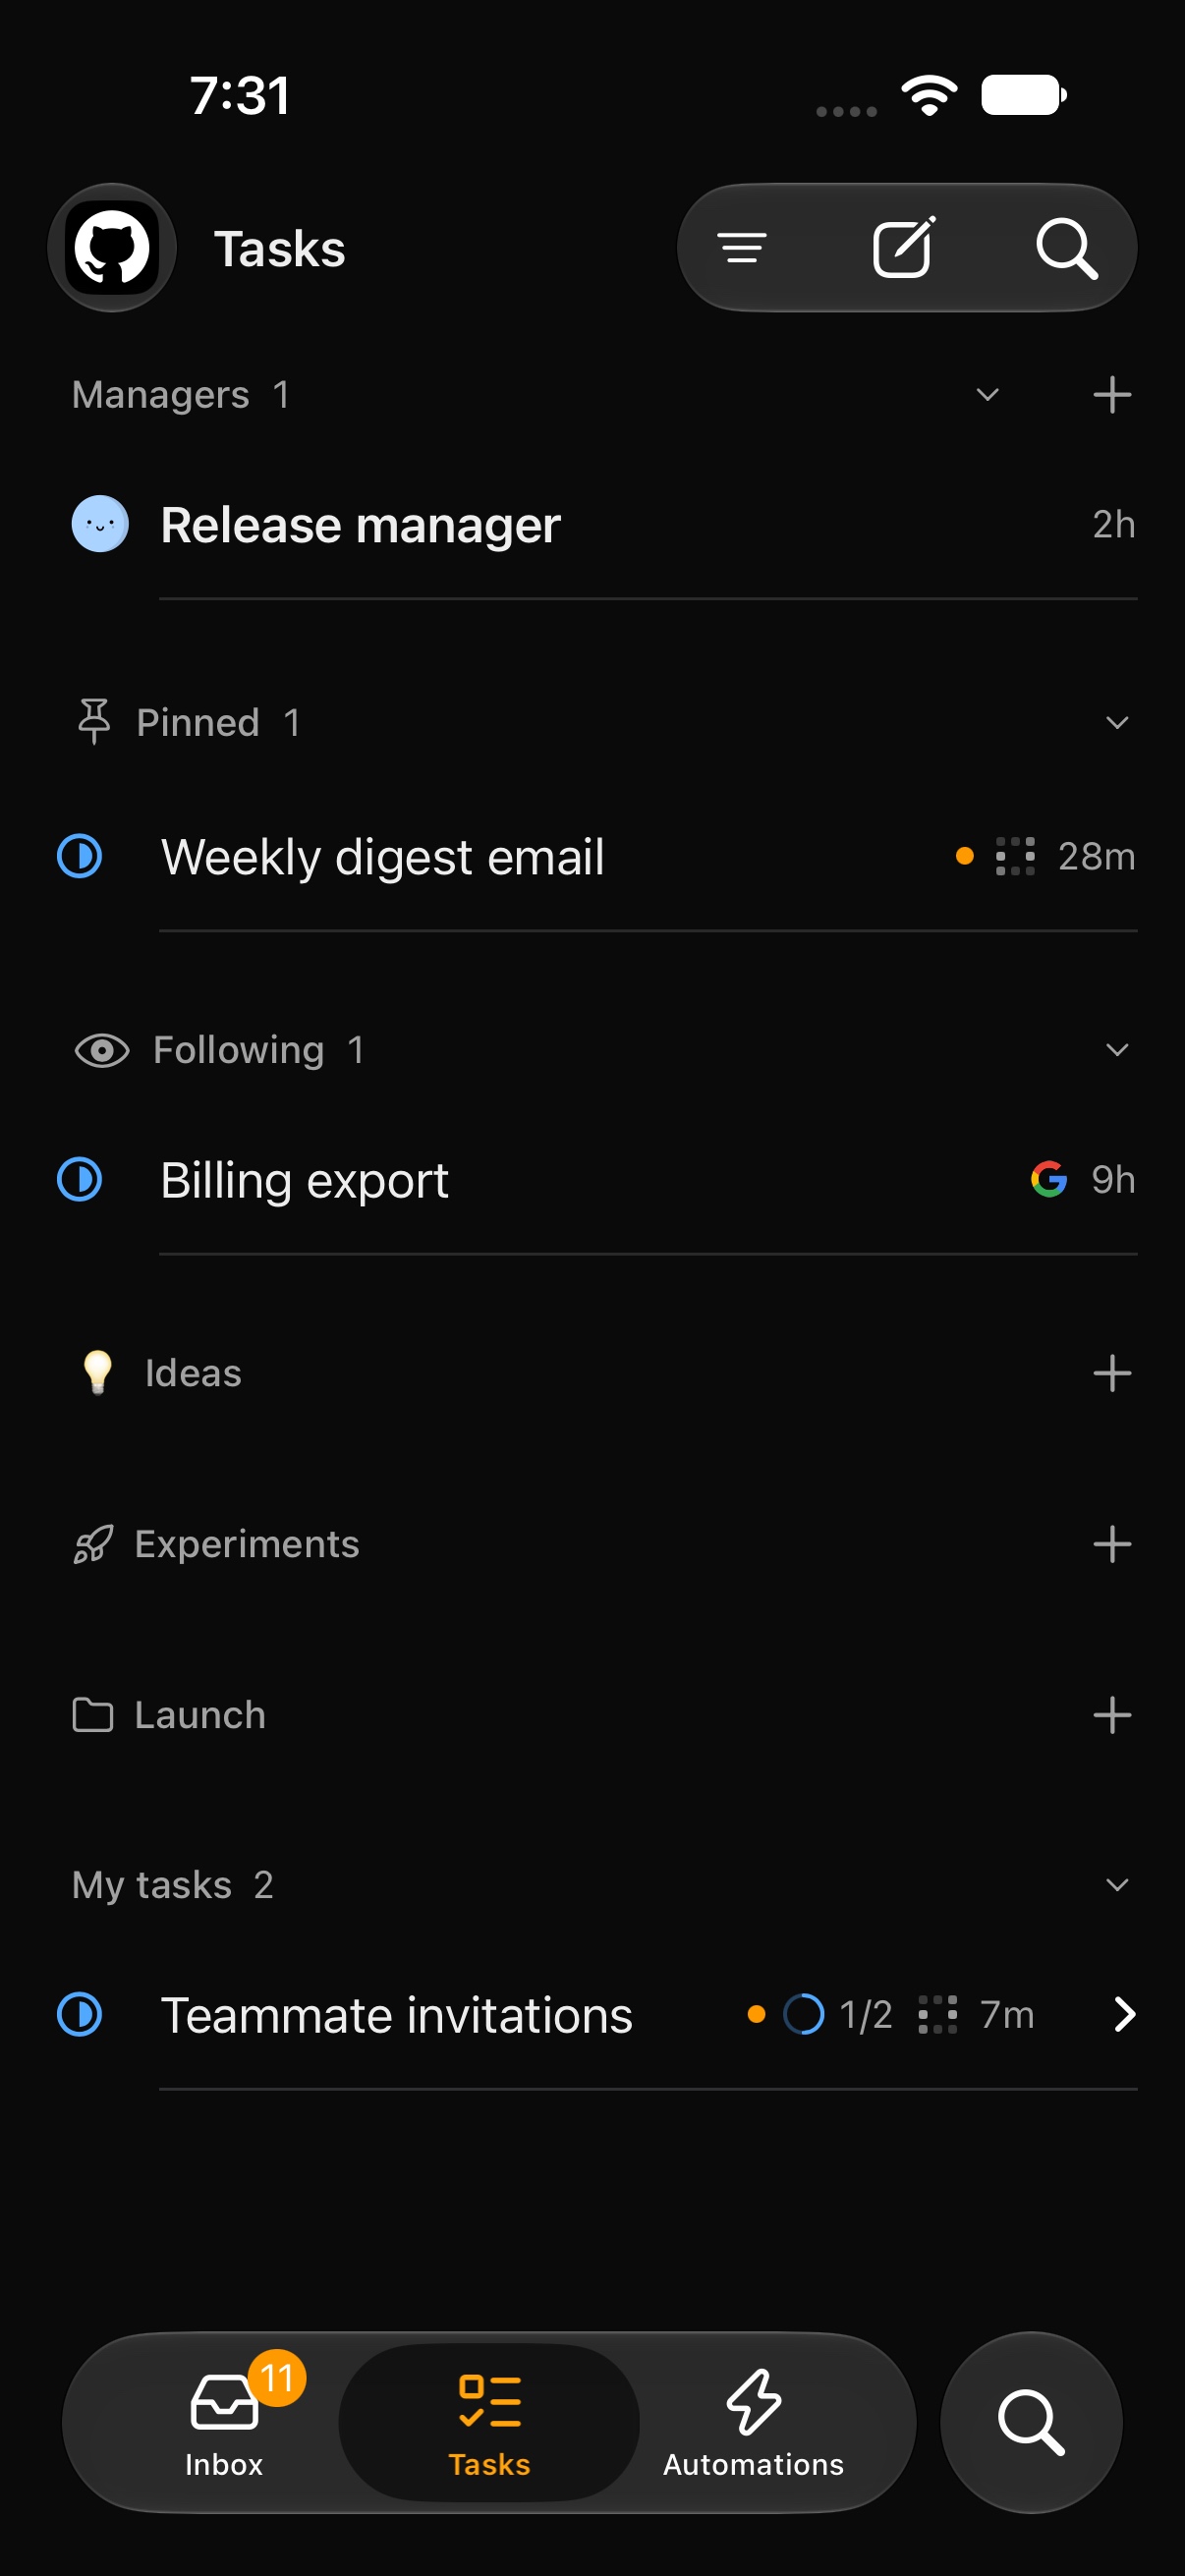 7:31
Tasks
Managers 1
Release manager 2h
Pinned 1
Weekly digest email 28m
Following 1
Billing export 9h
Ideas
Experiments
Launch
My tasks 2
Teammate invitations 1/2 7m
11
Inbox Tasks Automations